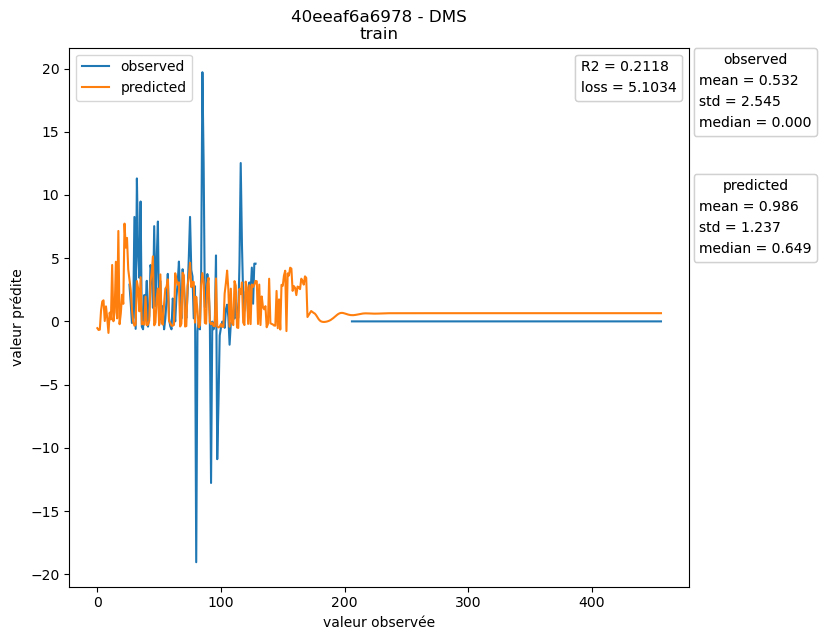 40eeaf6a6978 - DMS
train
observed
predicted
R2 = 0.2118
loss = 5.1034
observed
mean = 0.532
std = 2.545
median = 0.000
predicted
mean = 0.986
std = 1.237
median = 0.649
valeur prédite
20
15
10
5
0
−5
−10
−15
−20
0
100
200
300
400
valeur observée